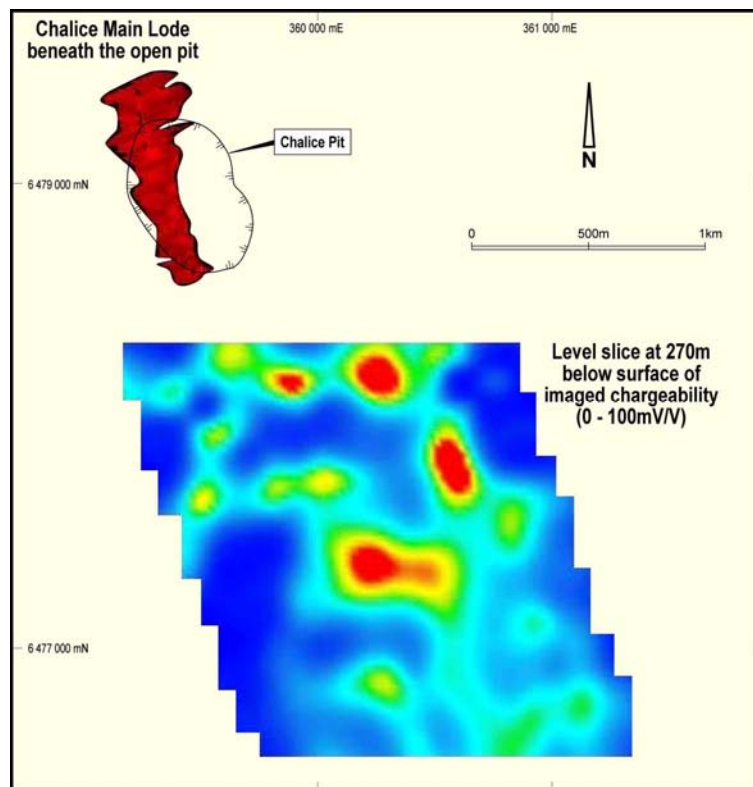 Chalice Main Lode
beneath the open pit
360 000 mE
361 000 mE
Chalice Pit
N
6 479 000 mN
0
500m
1km
Level slice at 270m
below surface of
imaged chargeability
(0 - 100mV/V)
6 477 000 mN